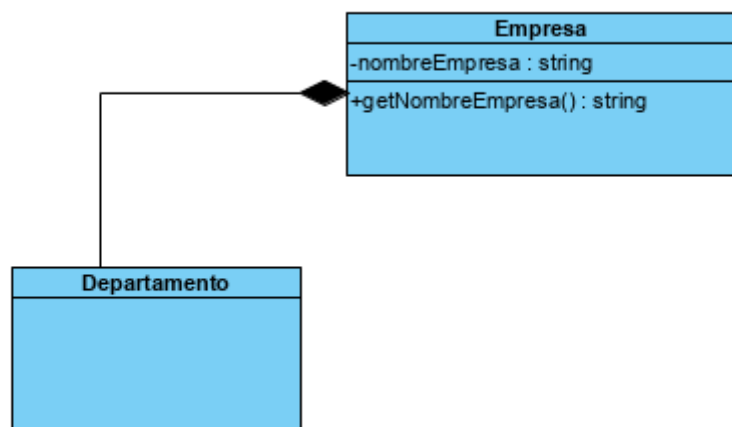 Empresa
-nombreEmpresa : string
+getNombreEmpresa() : string
Departamento